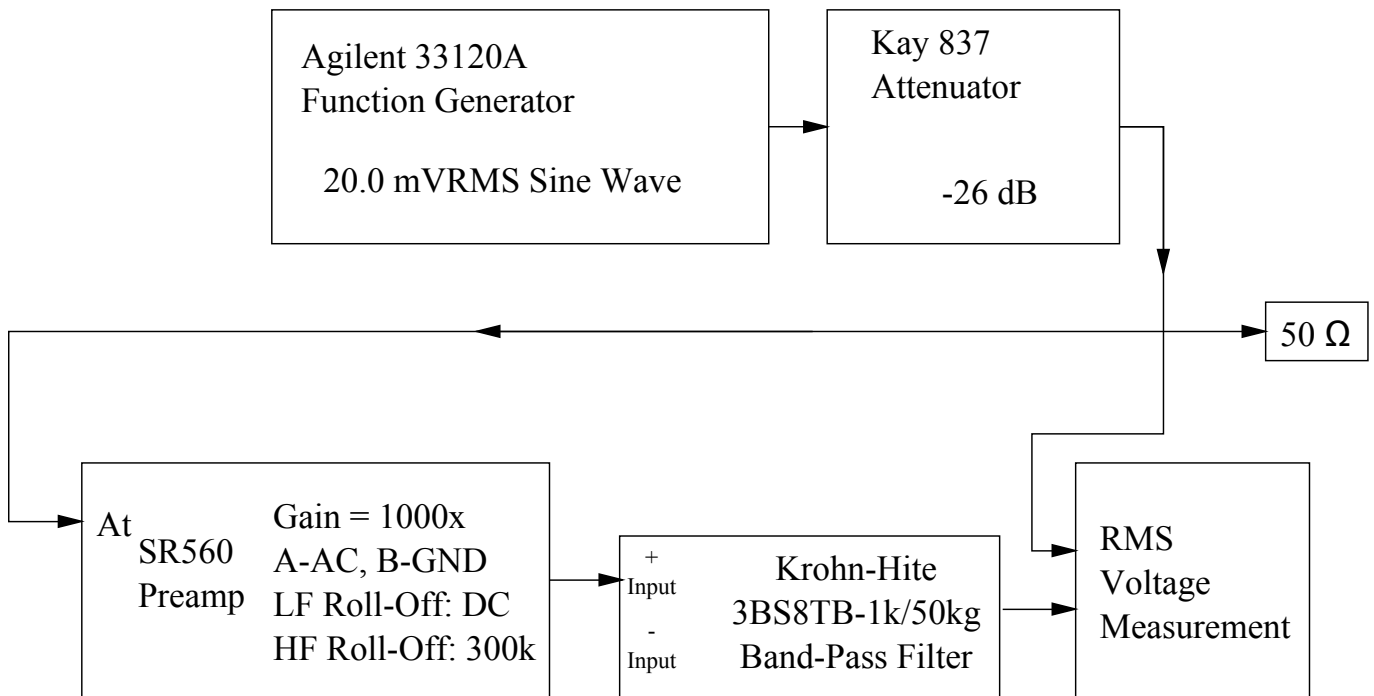 Agilent 33120A
Function Generator
20.0 mVRMS Sine Wave
Kay 837
Attenuator
-26 dB
50 Ω
At
SR560
Preamp
Gain = 1000x
A-AC, B-GND
LF Roll-Off: DC
HF Roll-Off: 300k
+
Input
-
Input
Krohn-Hite
3BS8TB-1k/50kg
Band-Pass Filter
RMS
Voltage
Measurement